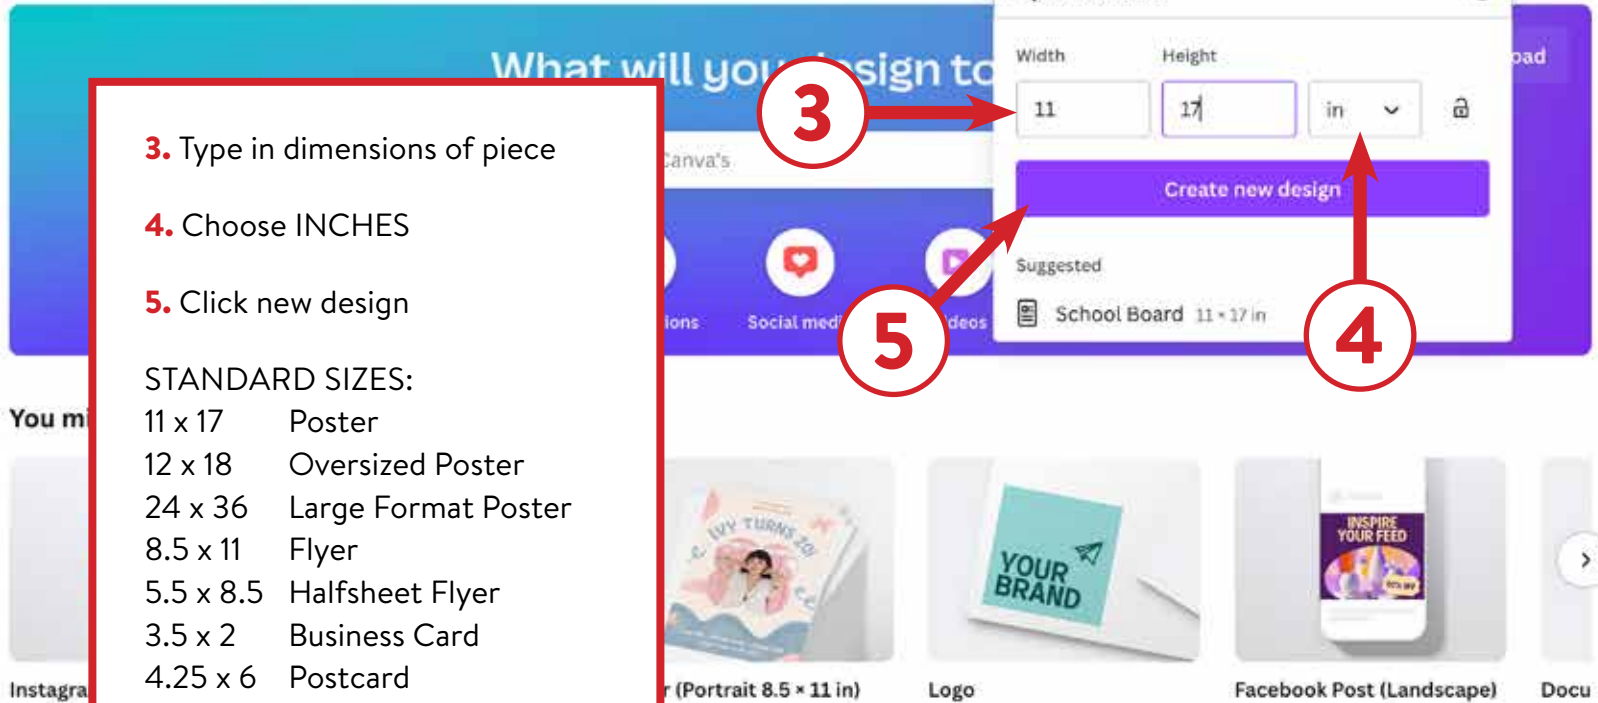 What will you design to
oad
Width Height
11 17 in
Canva's
Create new design
Suggested
School Board 11 × 17 in
ions Social med deos
3
4
5
3. Type in dimensions of piece
4. Choose INCHES
5. Click new design
STANDARD SIZES:
11 x 17 Poster
12 x 18 Oversized Poster
24 x 36 Large Format Poster
8.5 x 11 Flyer
5.5 x 8.5 Halfsheet Flyer
3.5 x 2 Business Card
4.25 x 6 Postcard
You mi
IVY TURNS 20!
YOUR
BRAND
INSPIRE
YOUR FEED
Instagra
r (Portrait 8.5 × 11 in)
Logo
Facebook Post (Landscape)
Docu